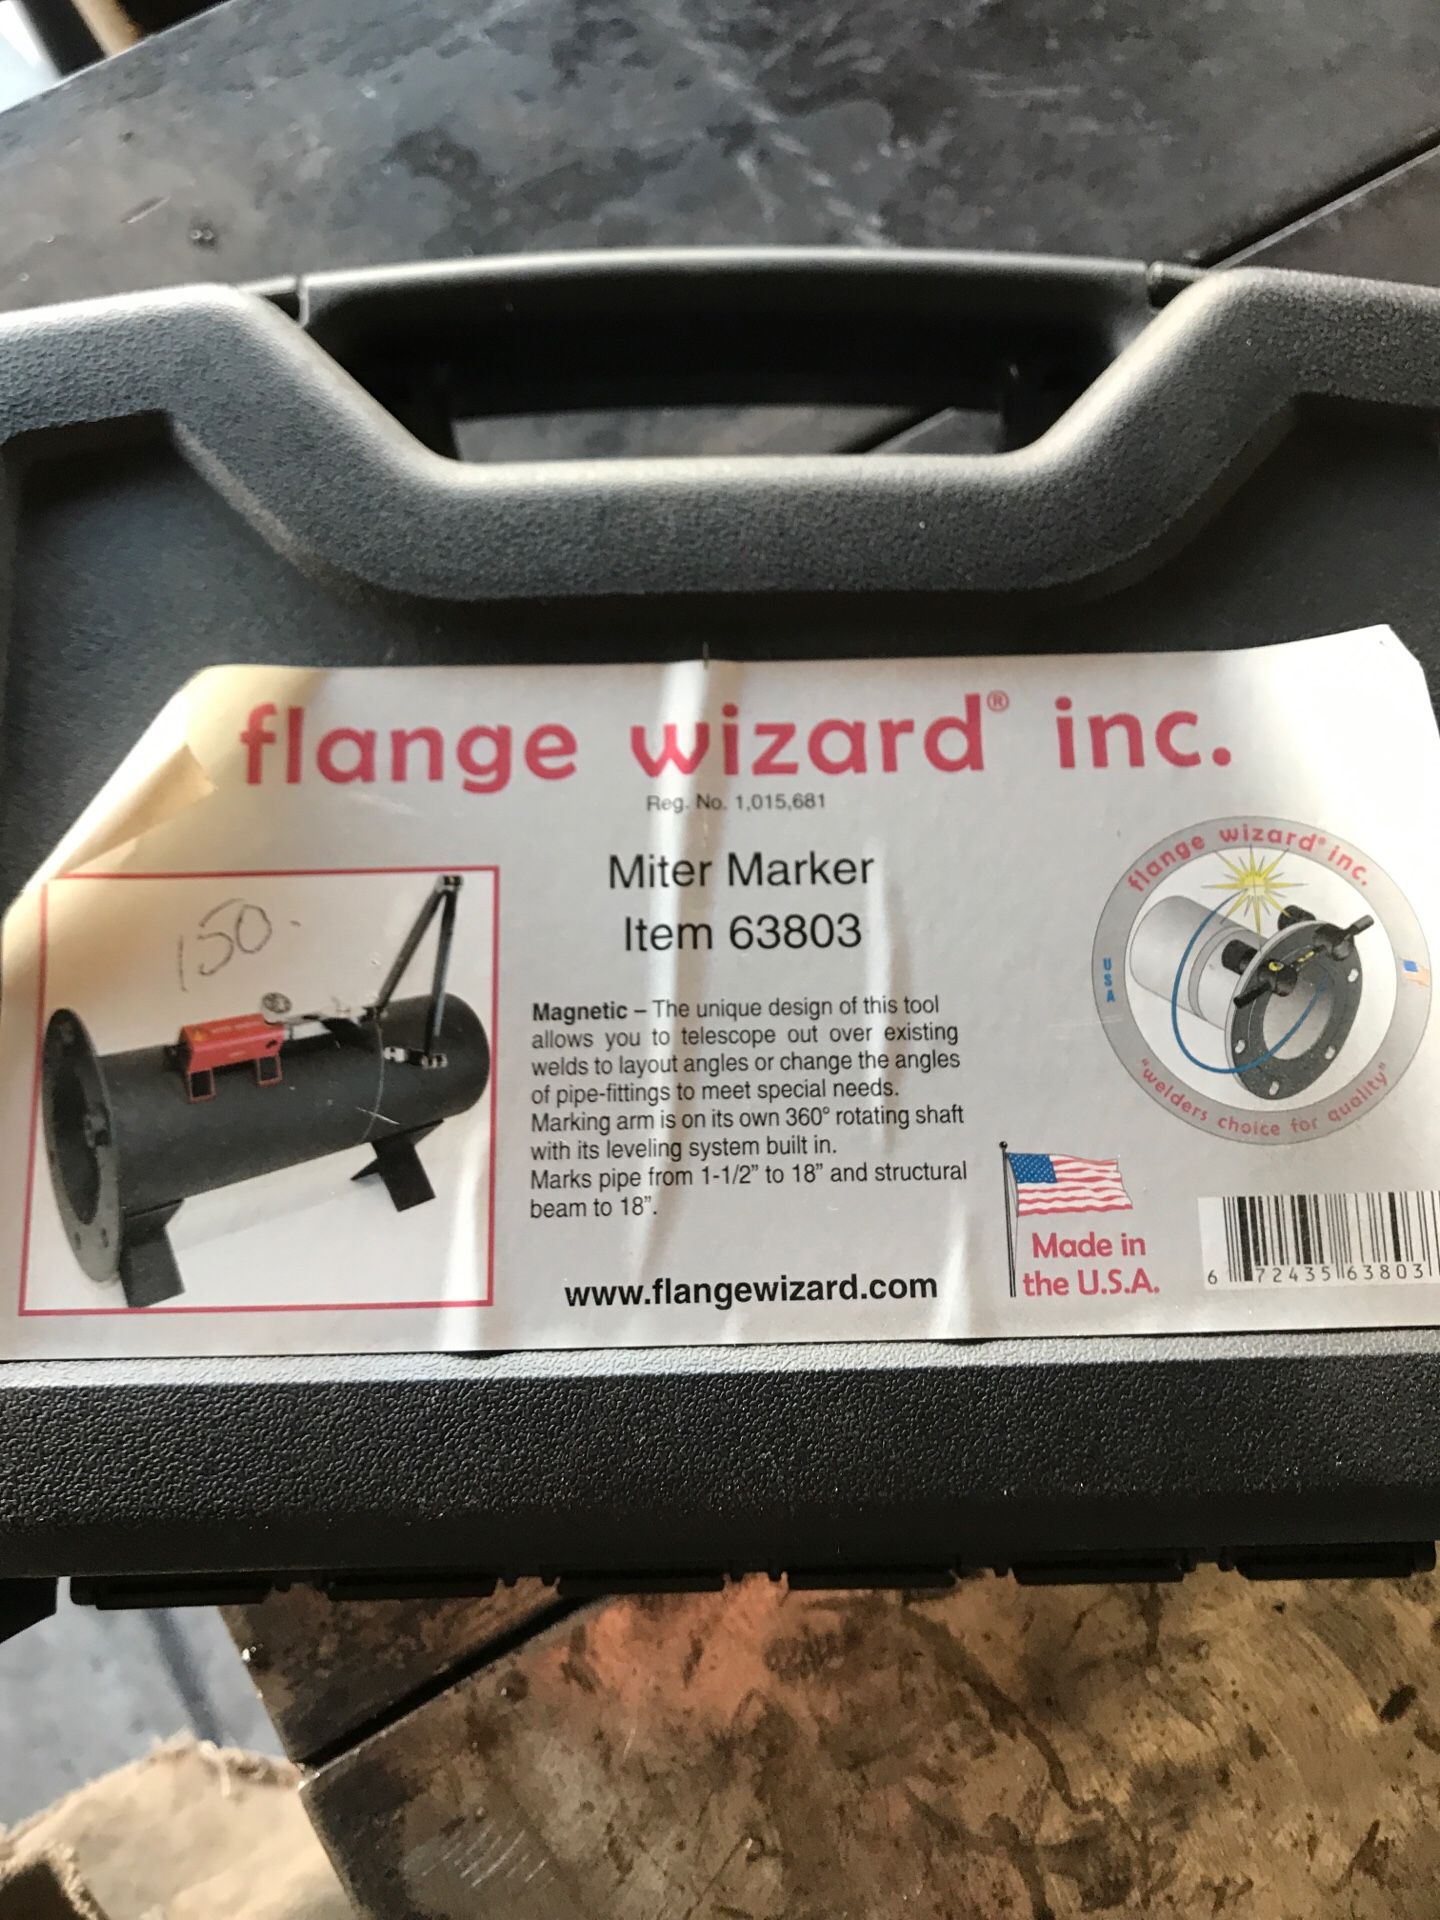 flange wizard® inc.
Reg. No. 1,015,681
Miter Marker
Item 63803
150.
Magnetic – The unique design of this tool
allows you to telescope out over existing
welds to layout angles or change the angles
of pipe-fittings to meet special needs.
Marking arm is on its own 360° rotating shaft
with its leveling system built in.
Marks pipe from 1-1/2” to 18” and structural
beam to 18”.
www.flangewizard.com
flange wizard® inc.
USA
"welders choice for quality"
Made in
the U.S.A.
6 72435 63803